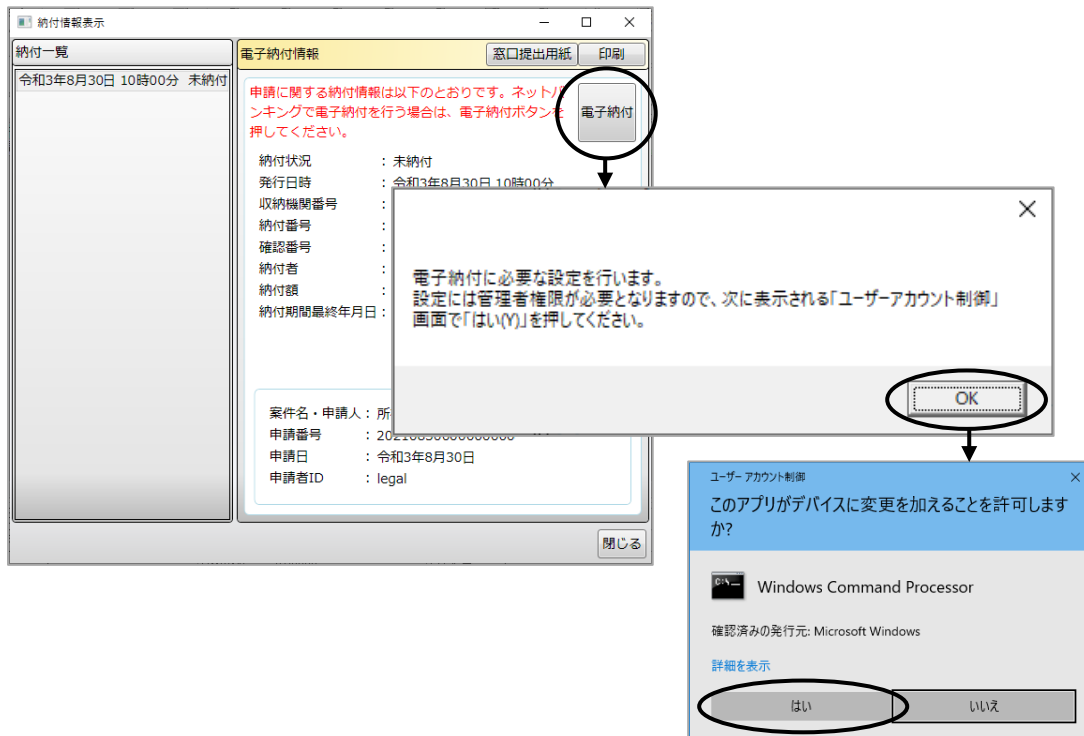 納付情報表示
納付一覧
令和3年8月30日 10時00分 未納付
電子納付情報
窓口提出用紙
印刷
申請に関する納付情報は以下のとおりです。ネットバ
ンキングで電子納付を行う場合は、電子納付ボタンを
押してください。
電子納付
納付状況 : 未納付
発行日時 : 令和3年8月30日 10時00分
収納機関番号 :
納付番号 :
確認番号 :
納付者 :
納付額 :
納付期間最終年月日 :
案件名・申請人 : 所
申請番号 : 20210830000000000
申請日 : 令和3年8月30日
申請者ID : legal
閉じる
電子納付に必要な設定を行います。
設定には管理者権限が必要となりますので、次に表示される「ユーザーアカウント制御」
画面で「はい(Y)」を押してください。
OK
ユーザー アカウント制御
このアプリがデバイスに変更を加えることを許可します
か?
Windows Command Processor
確認済みの発行元: Microsoft Windows
詳細を表示
はい
いいえ